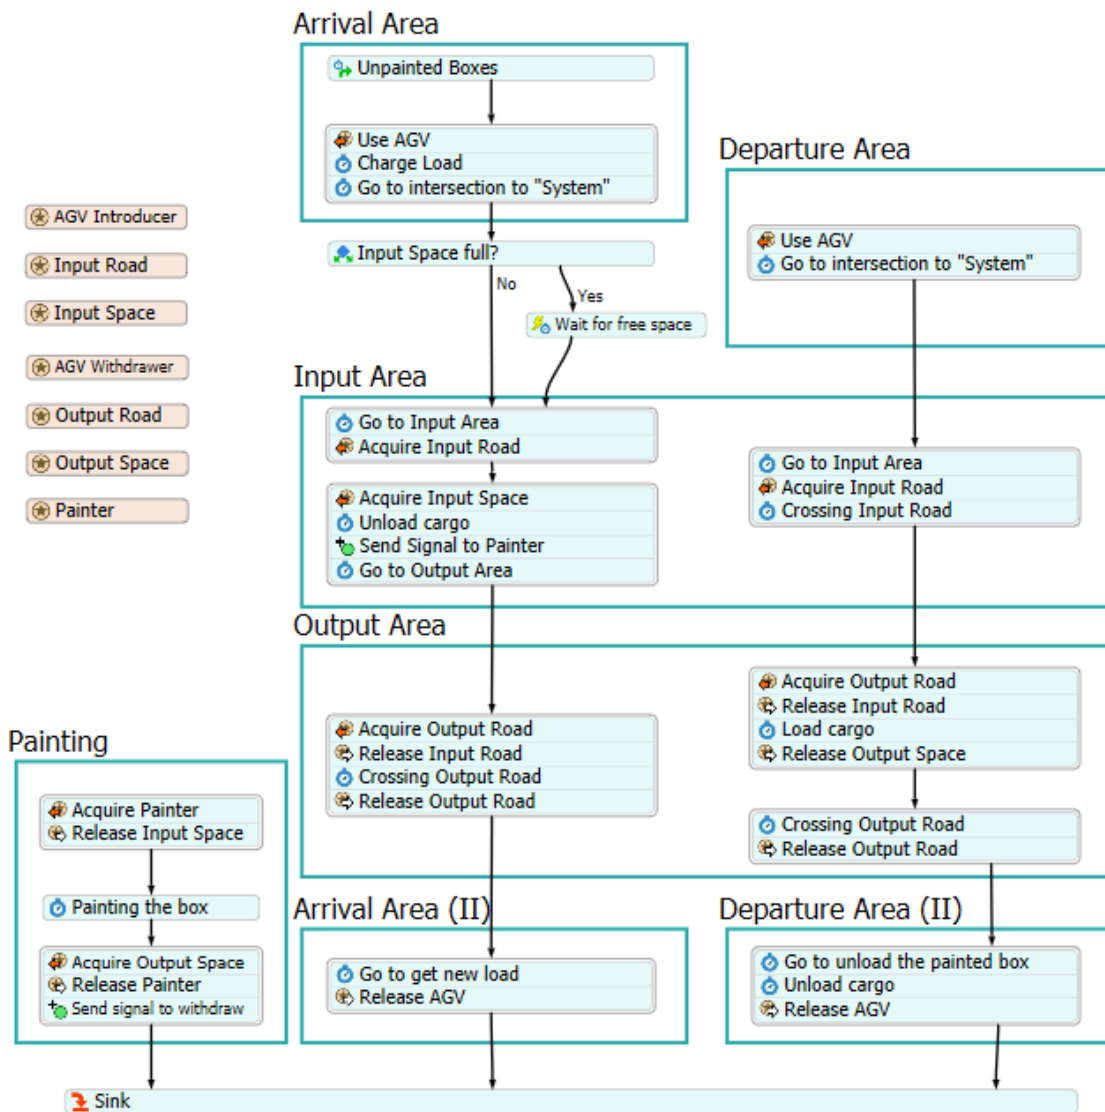 Arrival Area
Unpainted Boxes
Use AGV
Charge Load
Go to intersection to "System"
Departure Area
Use AGV
Go to intersection to "System"
AGV Introducer
Input Road
Input Space
AGV Withdrawer
Output Road
Output Space
Painter
Input Space full?
No
Yes
Wait for free space
Input Area
Go to Input Area
Acquire Input Road
Acquire Input Space
Unload cargo
Send Signal to Painter
Go to Output Area
Go to Input Area
Acquire Input Road
Crossing Input Road
Output Area
Acquire Output Road
Release Input Road
Crossing Output Road
Release Output Road
Acquire Output Road
Release Input Road
Load cargo
Release Output Space
Crossing Output Road
Release Output Road
Painting
Acquire Painter
Release Input Space
Painting the box
Acquire Output Space
Release Painter
Send signal to withdraw
Arrival Area (II)
Go to get new load
Release AGV
Departure Area (II)
Go to unload the painted box
Unload cargo
Release AGV
Sink